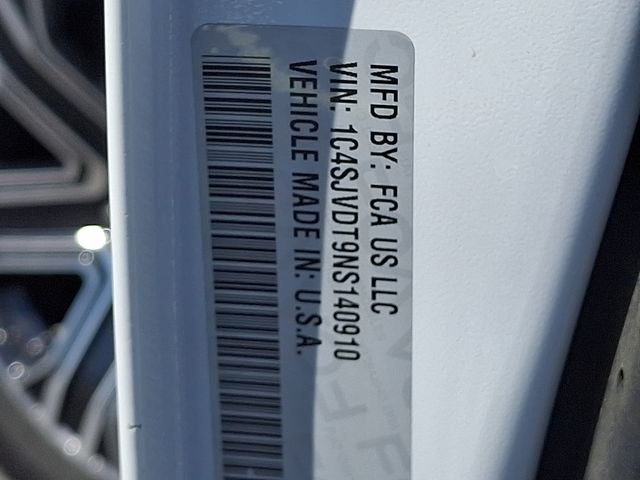 MFD BY: FCA US LLC
VIN: 1C4SJVDT9NS140910
VEHICLE MADE IN: U.S.A.